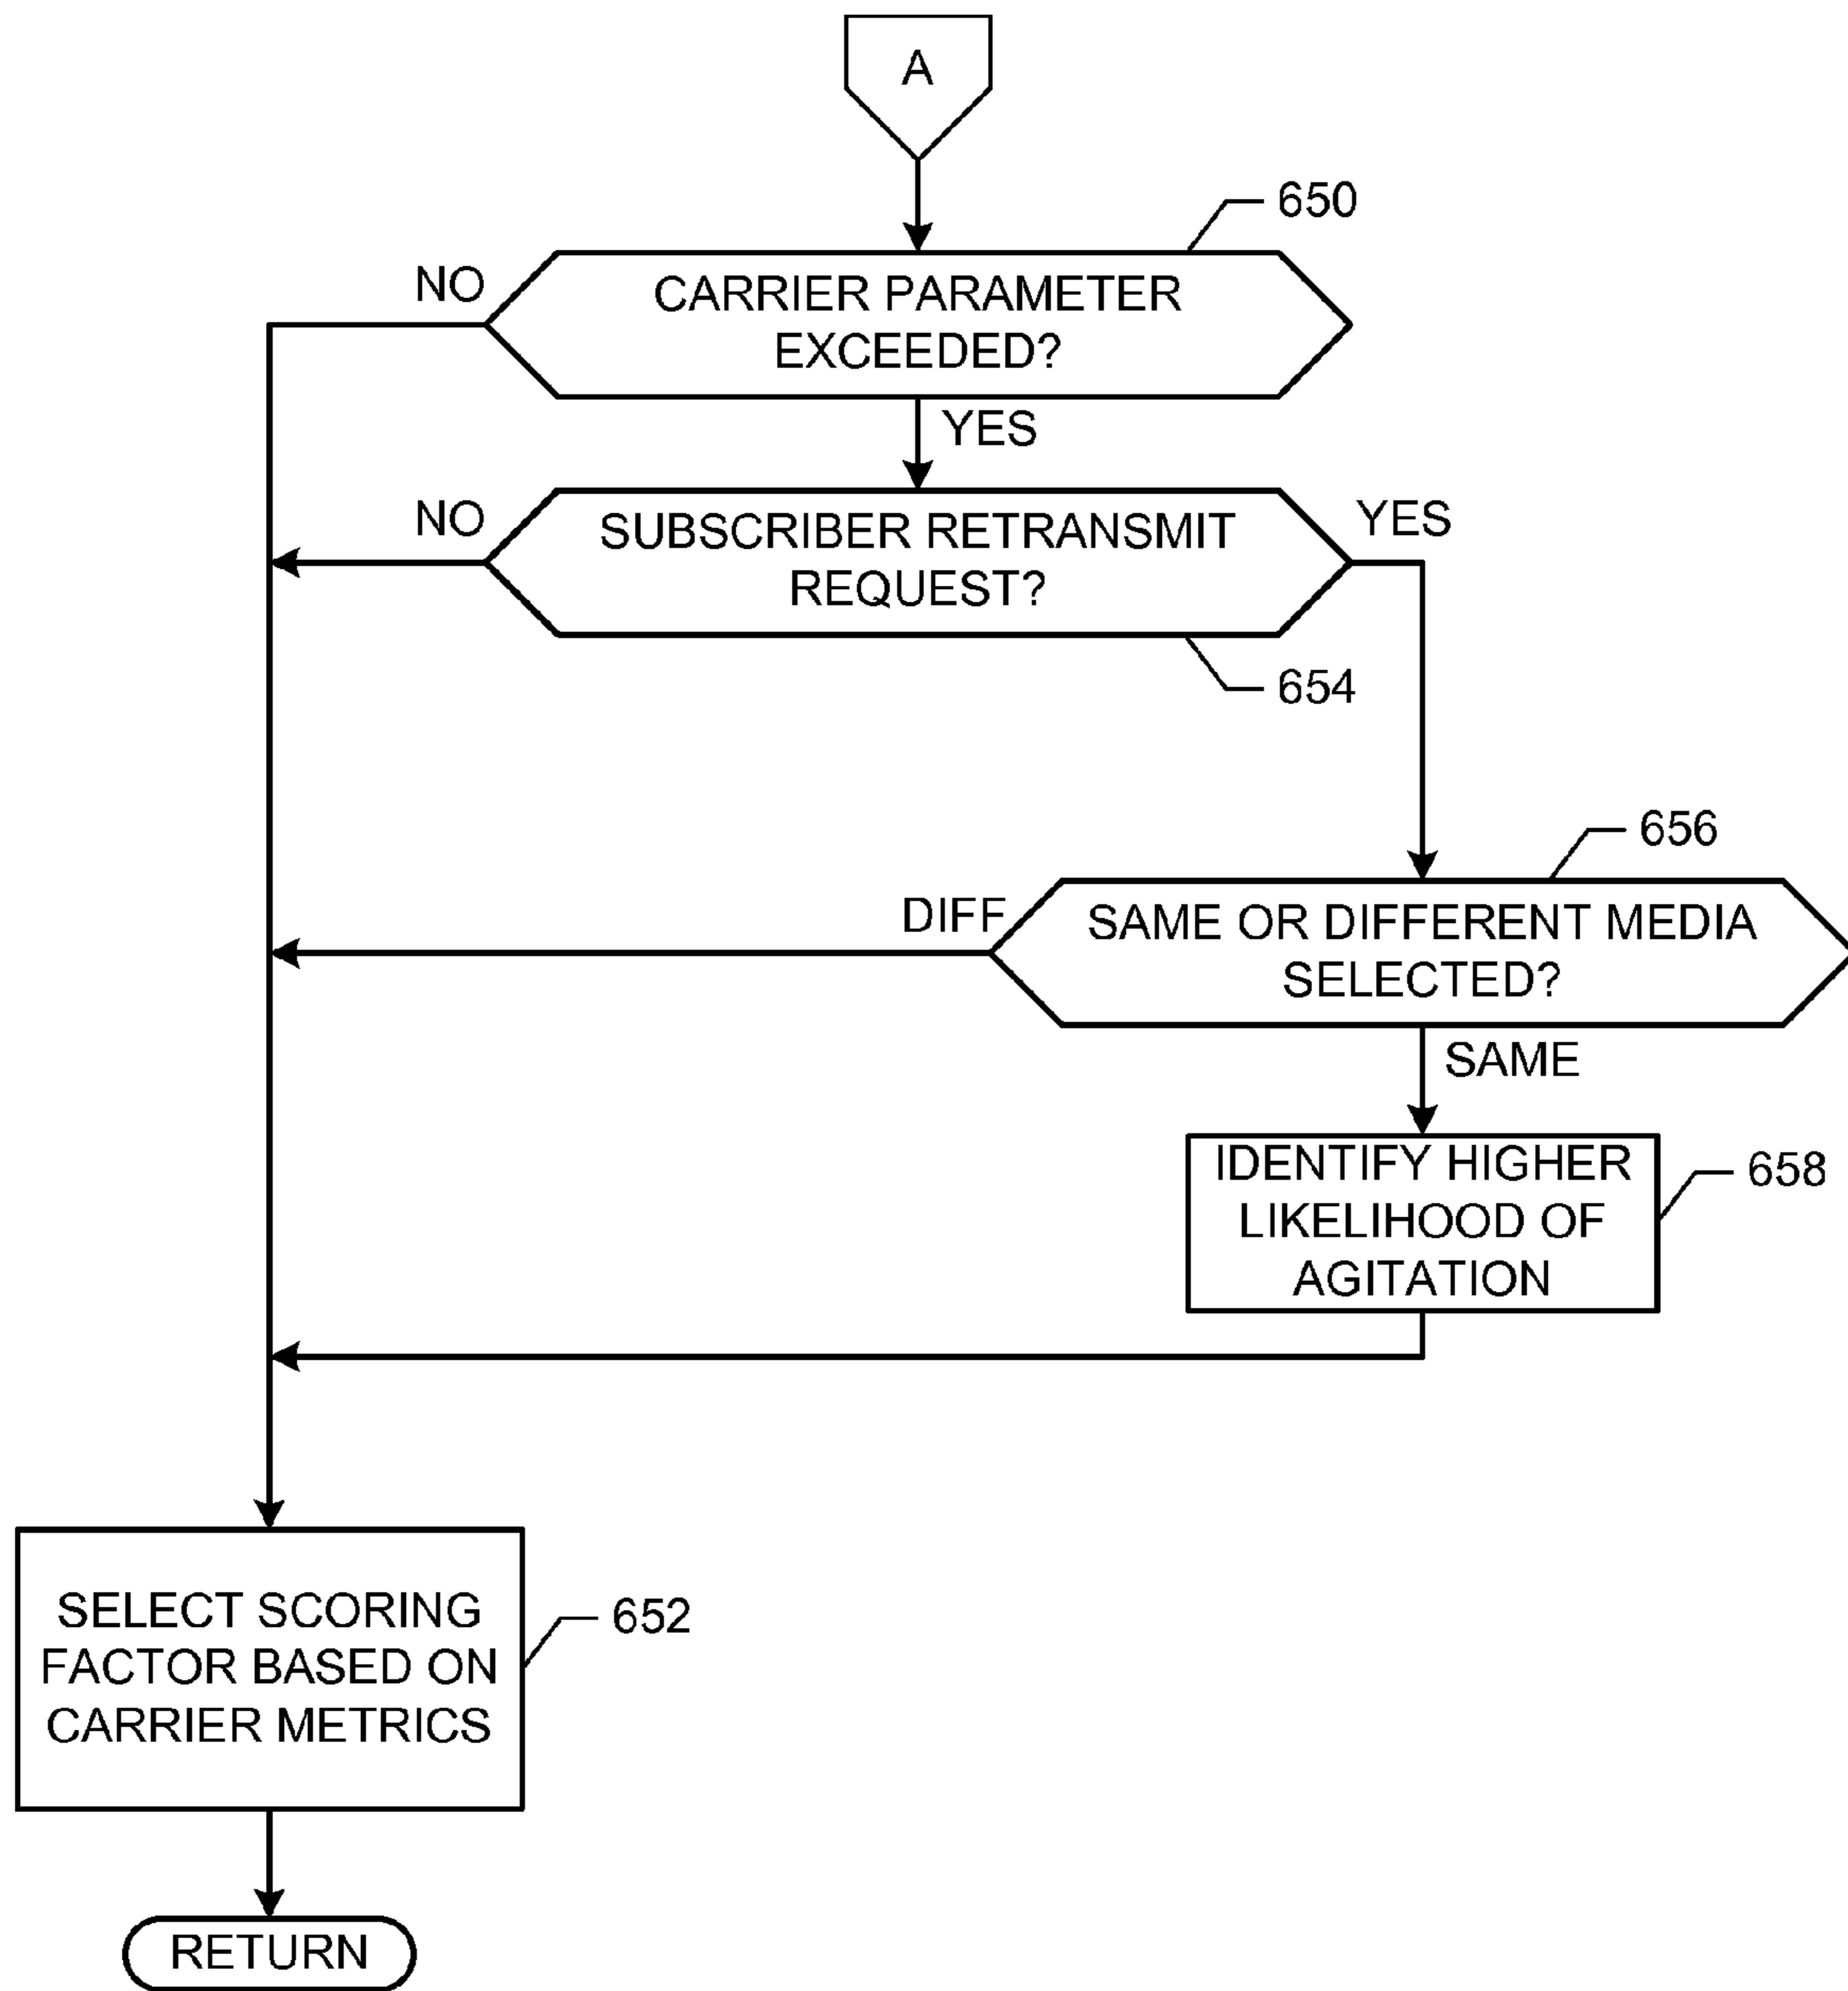 A
650
NO
CARRIER PARAMETER
EXCEEDED?
YES
NO
SUBSCRIBER RETRANSMIT
REQUEST?
YES
654
656
DIFF
SAME OR DIFFERENT MEDIA
SELECTED?
SAME
IDENTIFY HIGHER
LIKELIHOOD OF
AGITATION
658
SELECT SCORING
FACTOR BASED ON
CARRIER METRICS
652
RETURN